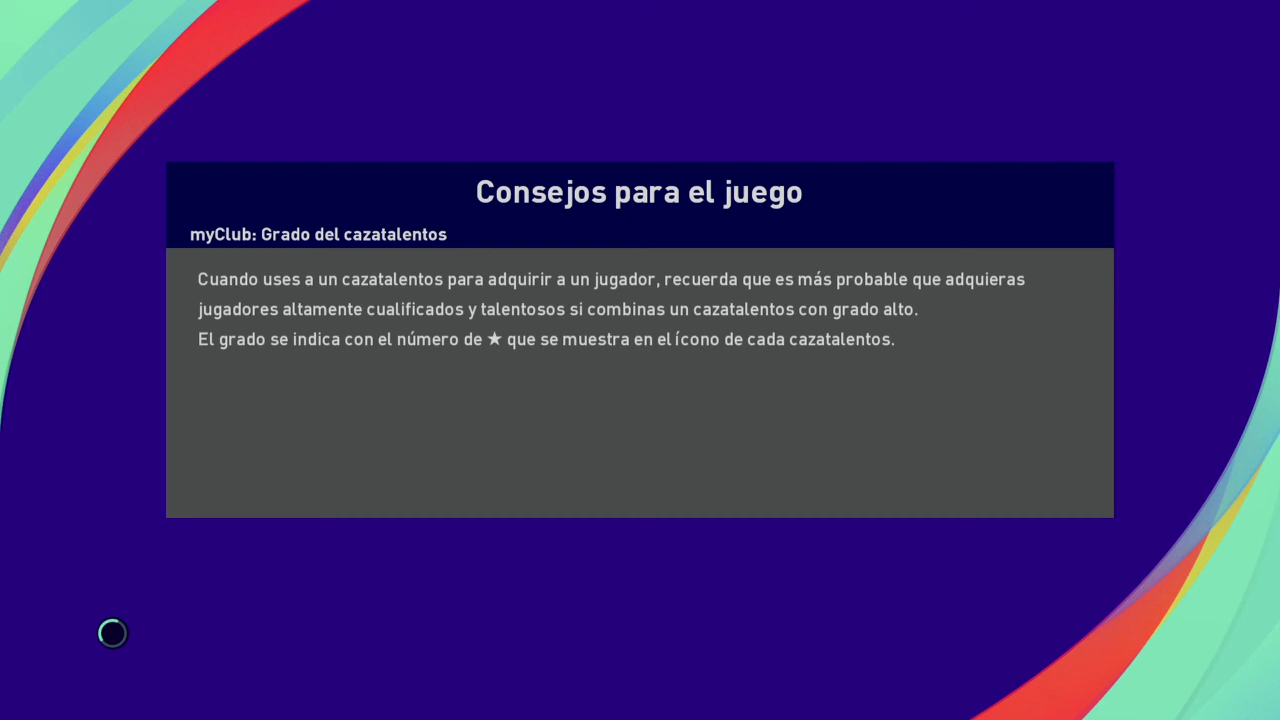 Consejos para el juego
myClub: Grado del cazatalentos
Cuando uses a un cazatalentos para adquirir a un jugador, recuerda que es más probable que adquieras
jugadores altamente cualificados y talentosos si combinas un cazatalentos con grado alto.
El grado se indica con el número de ★ que se muestra en el ícono de cada cazatalentos.